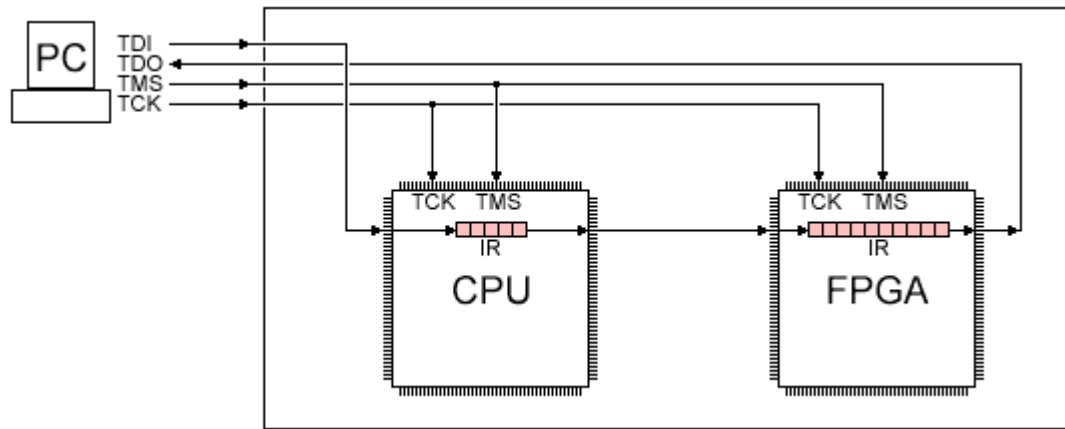 PC
TDI
TDO
TMS
TCK
TCK TMS
IR
CPU
TCK TMS
IR
FPGA